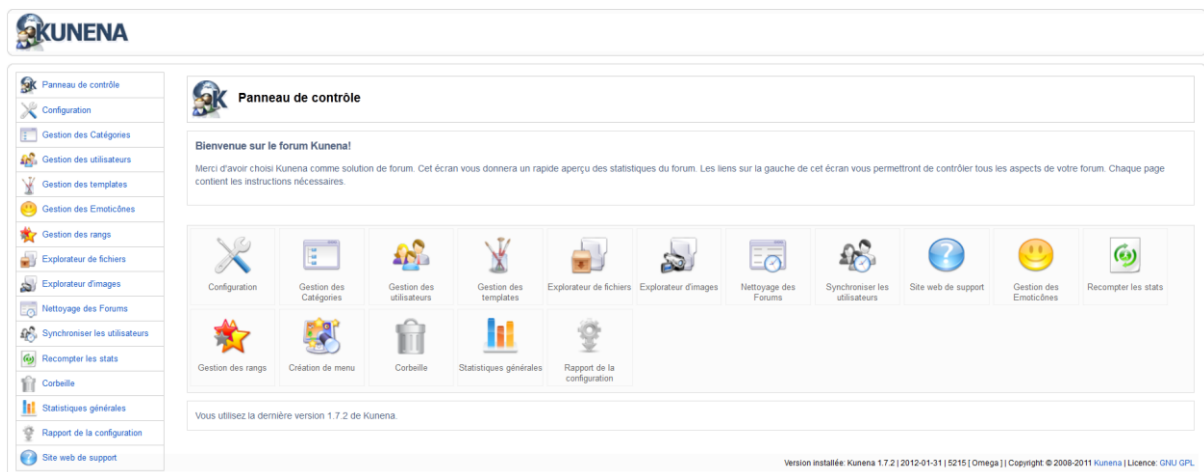 KUNENA
Panneau de contrôle
Configuration
Gestion des Catégories
Gestion des utilisateurs
Gestion des templates
Gestion des Emoticônes
Gestion des rangs
Explorateur de fichiers
Explorateur d'images
Nettoyage des Forums
Synchroniser les utilisateurs
Recompter les stats
Corbeille
Statistiques générales
Rapport de la configuration
Site web de support
Panneau de contrôle
Bienvenue sur le forum Kunena!
Merci d'avoir choisi Kunena comme solution de forum. Cet écran vous donnera un rapide aperçu des statistiques du forum. Les liens sur la gauche de cet écran vous permettront de contrôler tous les aspects de votre forum. Chaque page
contient les instructions nécessaires.
Configuration
Gestion des
Catégories
Gestion des
utilisateurs
Gestion des
templates
Explorateur de fichiers
Explorateur d'images
Nettoyage des
Forums
Synchroniser les
utilisateurs
Site web de support
Gestion des
Emoticônes
Recompter les stats
Gestion des rangs
Création de menu
Corbeille
Statistiques générales
Rapport de la
configuration
Vous utilisez la dernière version 1.7.2 de Kunena.
Version installée: Kunena 1.7.2 | 2012-01-31 | 5215 [ Omega ] | Copyright: © 2008-2011 Kunena | Licence: GNU GPL